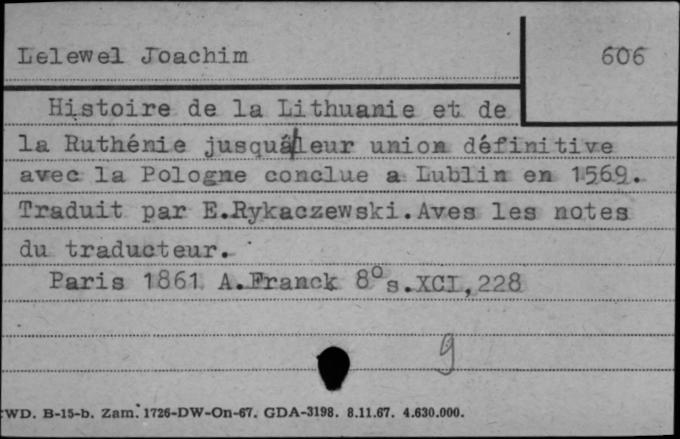 Lelewel Joachim
606
Histoire de la Lithuanie et de
la Ruthénie jusquá leur union définitive
avec la Pologne conclue a Lublin en 1569.
Traduit par E.Rykaczewski.Aves les notes
du traducteur.
Paris 1861 A.Franck 8° s.XCI,228
g
WD. B-15-b. Zam. 1726-DW-On-67. GDA-3198. 8.11.67. 4.630.000.